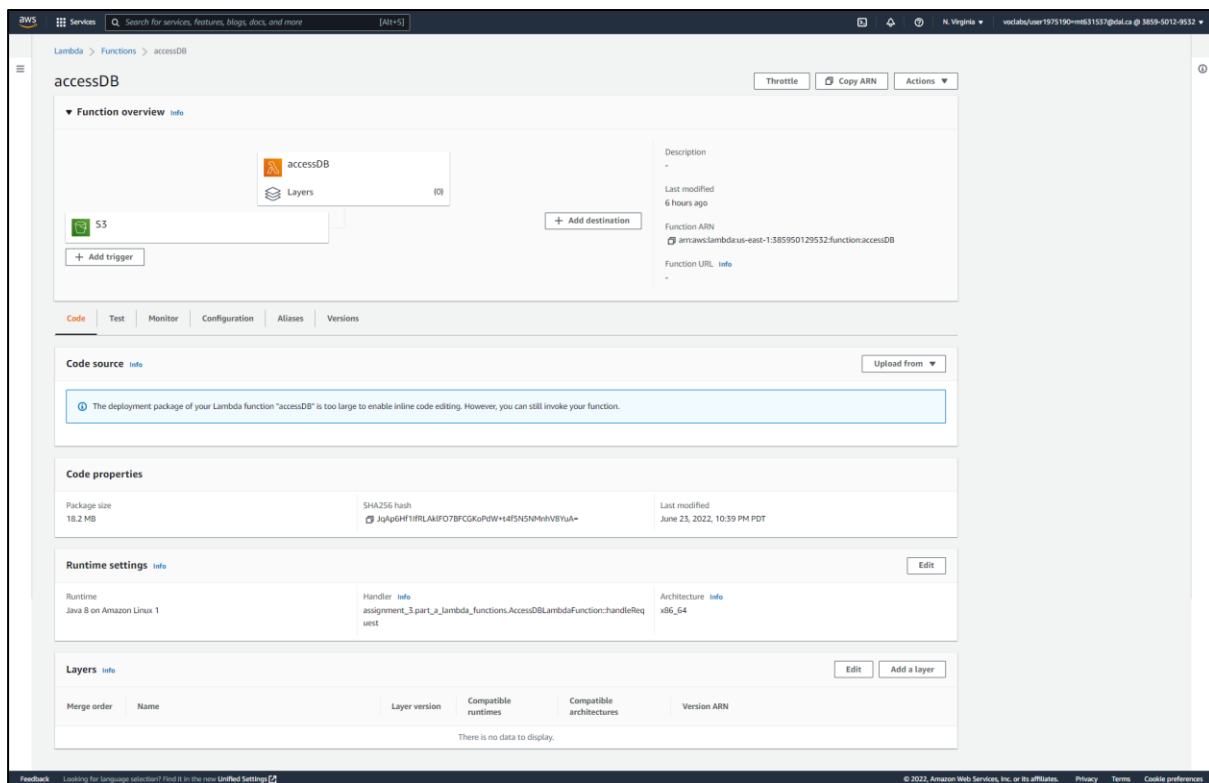 aws Services Search for services, features, blogs, docs, and more [Alt+S] N. Virginia voclabs/user1975190=mt631537@dal.ca @ 3859-5012-9532
Lambda > Functions > accessDB
accessDB
Throttle Copy ARN Actions
Function overview Info
accessDB
Layers (0)
S3
+ Add trigger
+ Add destination
Description
-
Last modified
6 hours ago
Function ARN
arn:aws:lambda:us-east-1:385950129532:function:accessDB
Function URL Info
-
Code Test Monitor Configuration Aliases Versions
Code source Info Upload from
The deployment package of your Lambda function "accessDB" is too large to enable inline code editing. However, you can still invoke your function.
Code properties
Package size SHA256 hash Last modified
18.2 MB June 23, 2022, 10:39 PM PDT
Runtime settings Info Edit
Runtime Handler Info Architecture Info
Java 8 on Amazon Linux 1 assignment_3.part_a_lambda_functions.AccessDBLambdaFunction::handleReq x86_64
uest
Layers Info Edit Add a layer
Merge order Name Layer version Compatible runtimes Compatible architectures Version ARN
There is no data to display.
Feedback Looking for language selection? Find it in the new Unified Settings © 2022, Amazon Web Services, Inc. or its affiliates. Privacy Terms Cookie preferences